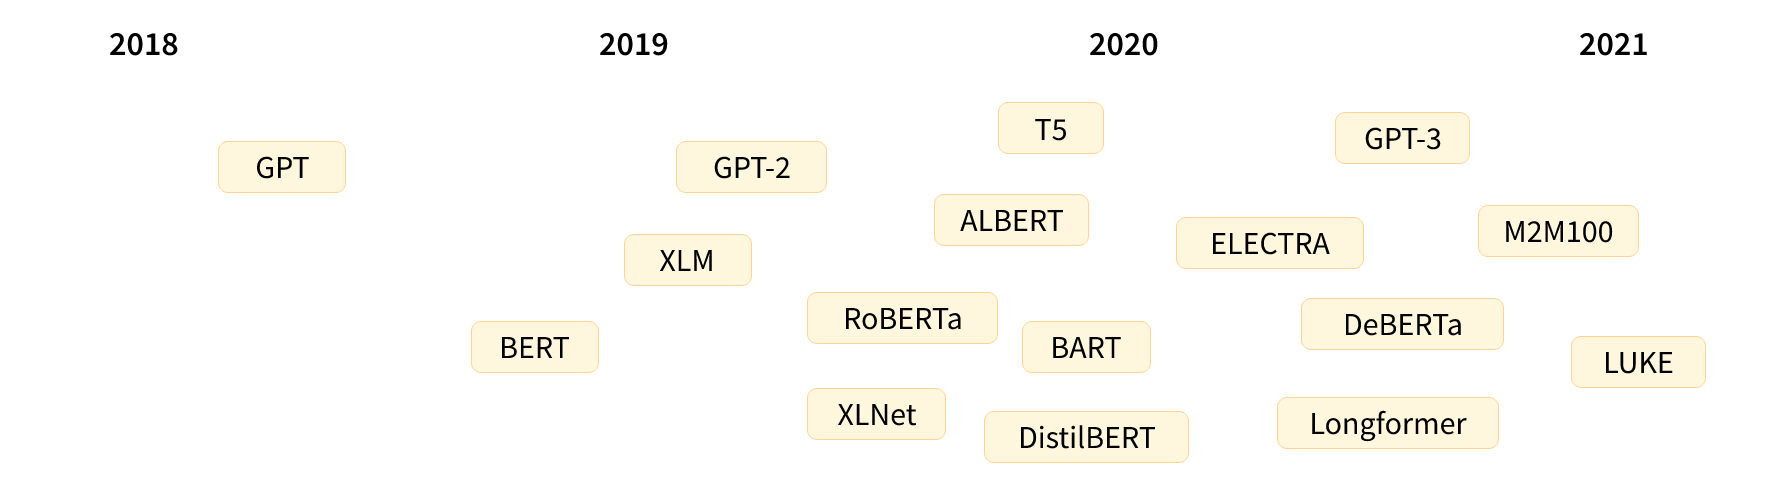 2018 2019 2020 2021
T5
GPT-3
GPT
GPT-2
ALBERT
M2M100
ELECTRA
XLM
RoBERTa
DeBERTa
BERT
BART
LUKE
XLNet
Longformer
DistilBERT